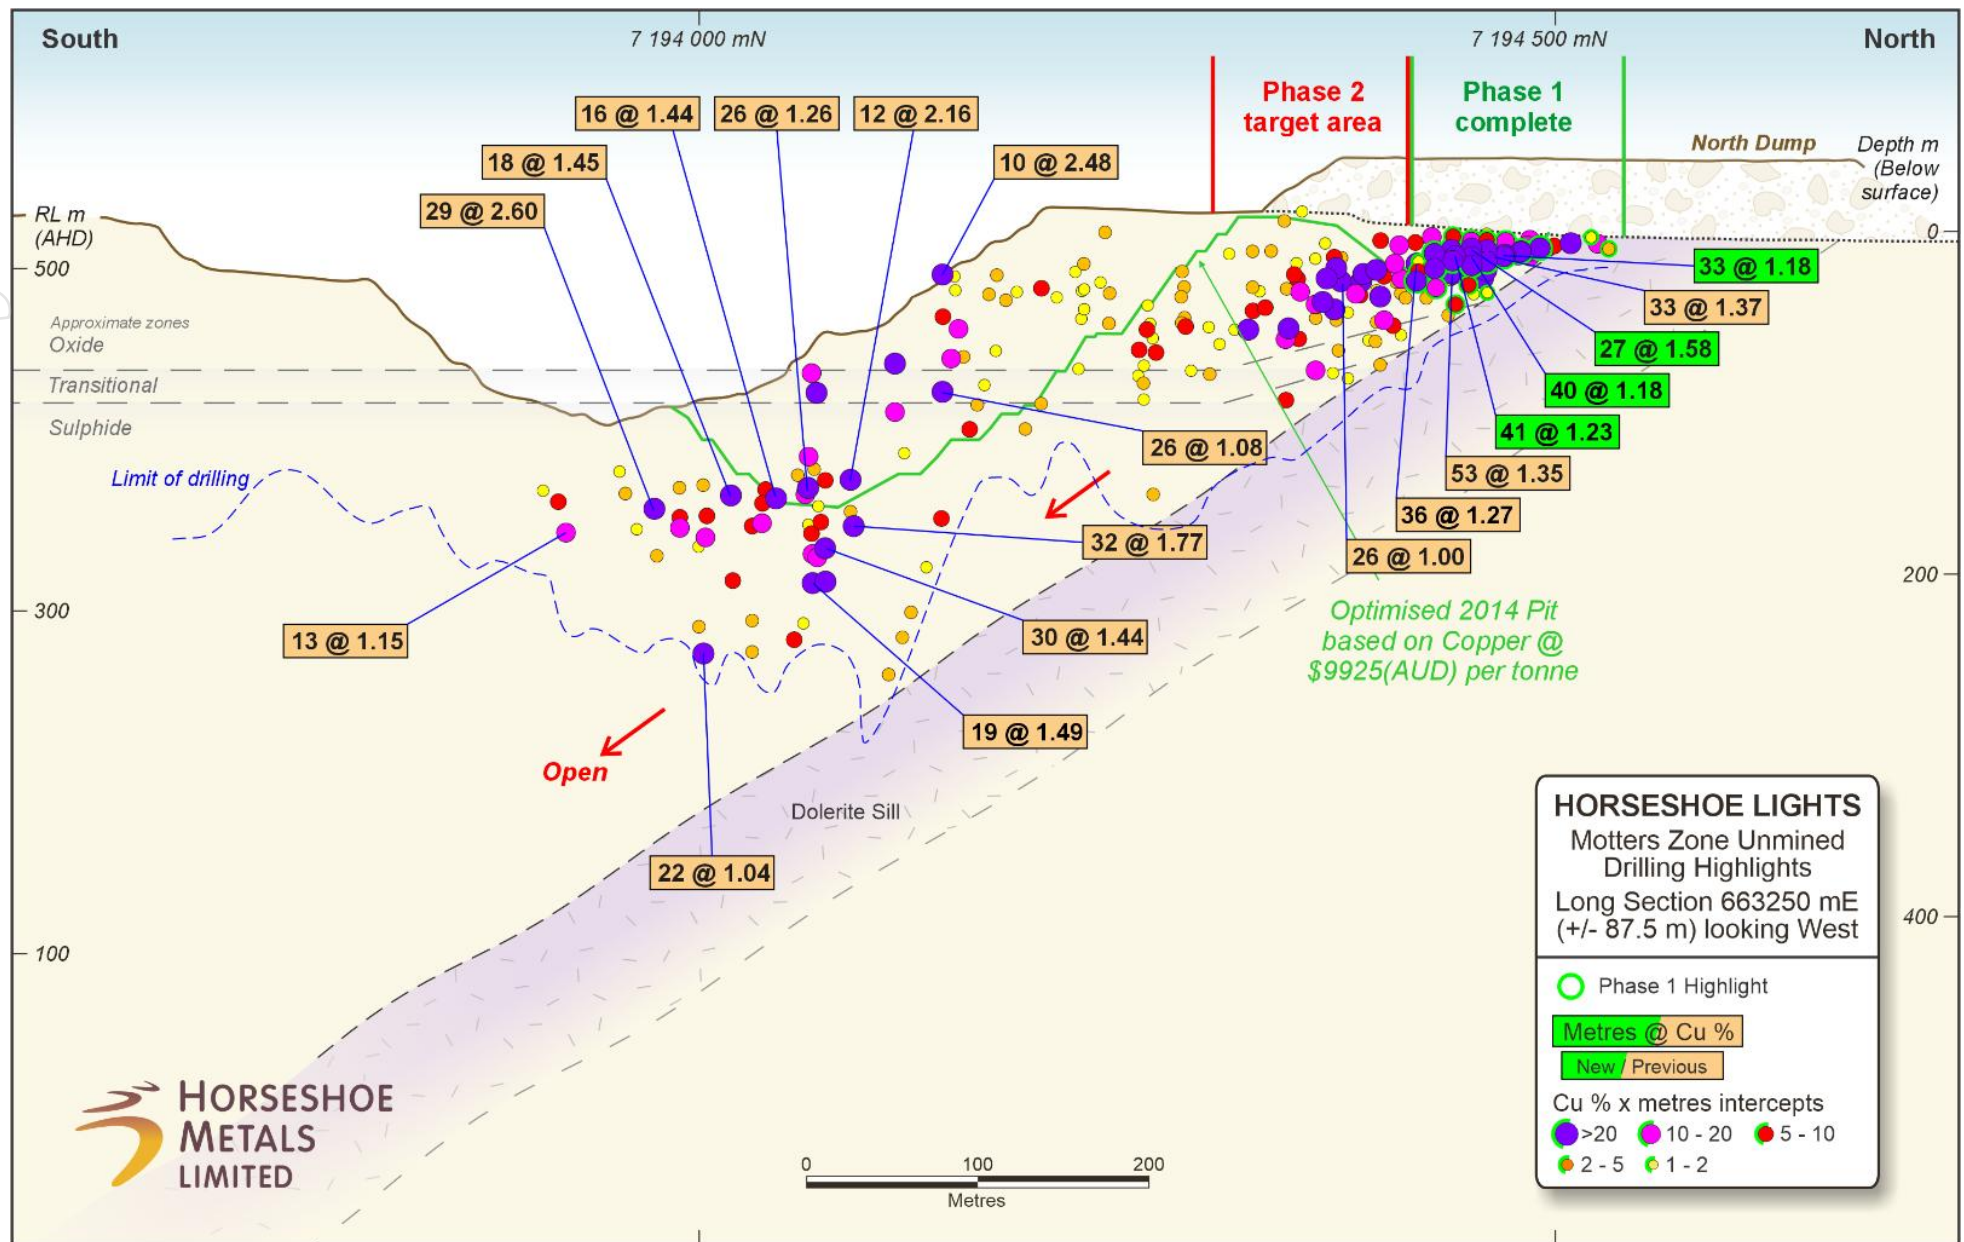 South
7 194 000 mN
7 194 500 mN
North
Phase 2
target area
Phase 1
complete
16 @ 1.44
26 @ 1.26
12 @ 2.16
18 @ 1.45
10 @ 2.48
29 @ 2.60
North Dump
Depth m
(Below
surface)
RL m
(AHD)
0
500
33 @ 1.18
33 @ 1.37
Approximate zones
Oxide
27 @ 1.58
Transitional
40 @ 1.18
Sulphide
41 @ 1.23
26 @ 1.08
53 @ 1.35
Limit of drilling
36 @ 1.27
32 @ 1.77
26 @ 1.00
200
300
13 @ 1.15
30 @ 1.44
Optimised 2014 Pit
based on Copper @
$9925(AUD) per tonne
19 @ 1.49
Open
Dolerite Sill
22 @ 1.04
400
100
HORSESHOE LIGHTS
Motters Zone Unmined
Drilling Highlights
Long Section 663250 mE
(+/- 87.5 m) looking West
Phase 1 Highlight
Metres @ Cu %
New / Previous
Cu % x metres intercepts
>20 10 - 20 5 - 10
2 - 5 1 - 2
HORSESHOE
METALS
LIMITED
0 100 200
Metres